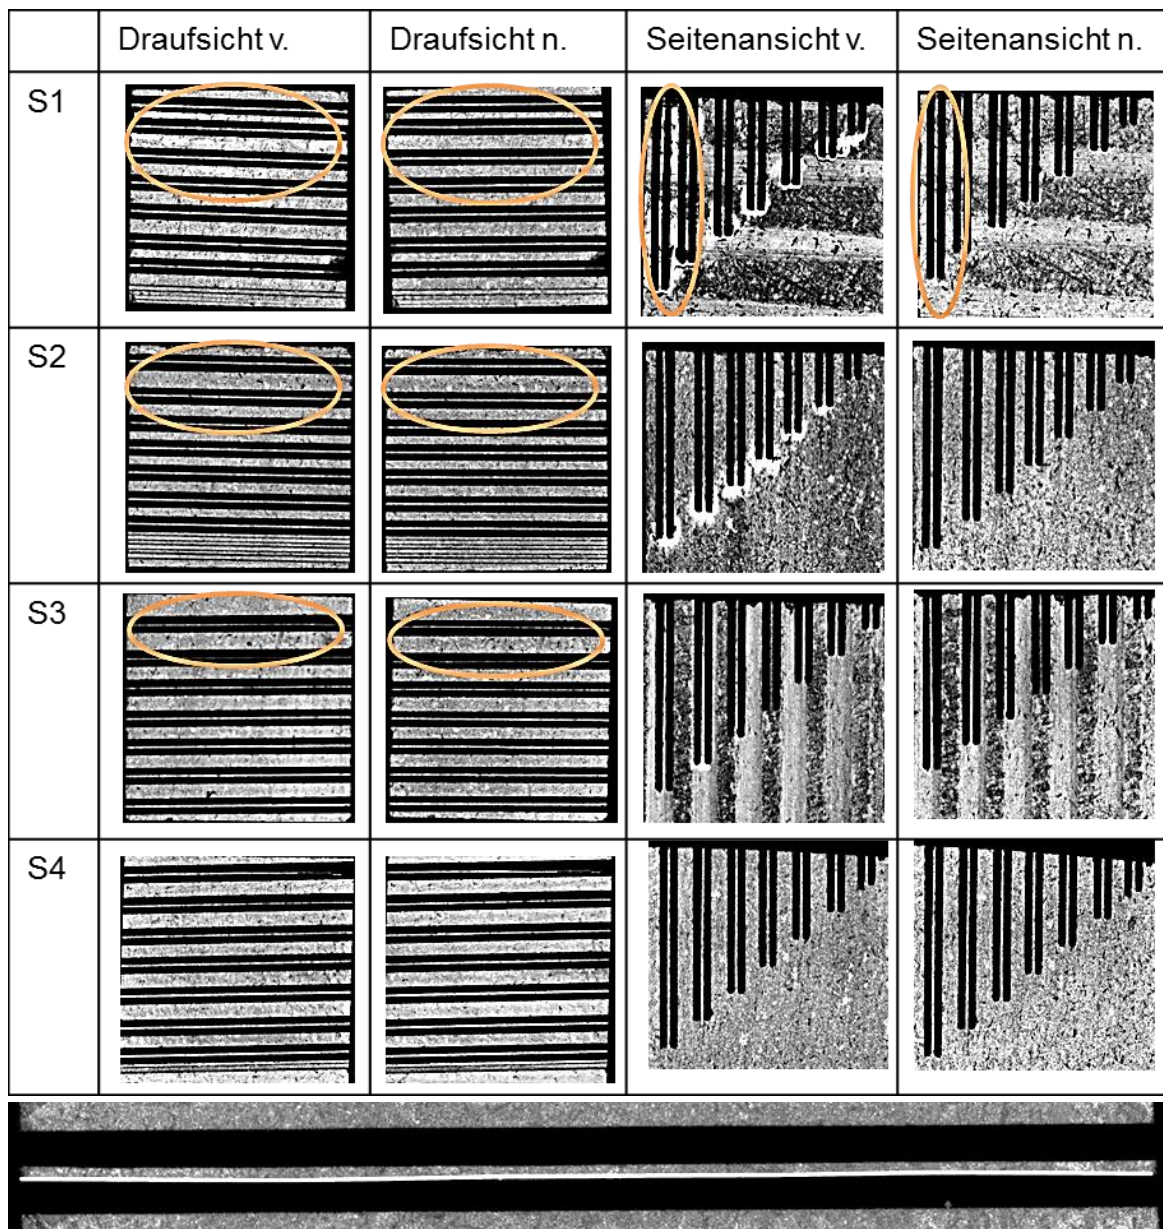 Draufsicht v. Draufsicht n. Seitenansicht v. Seitenansicht n.
S1
S2
S3
S4